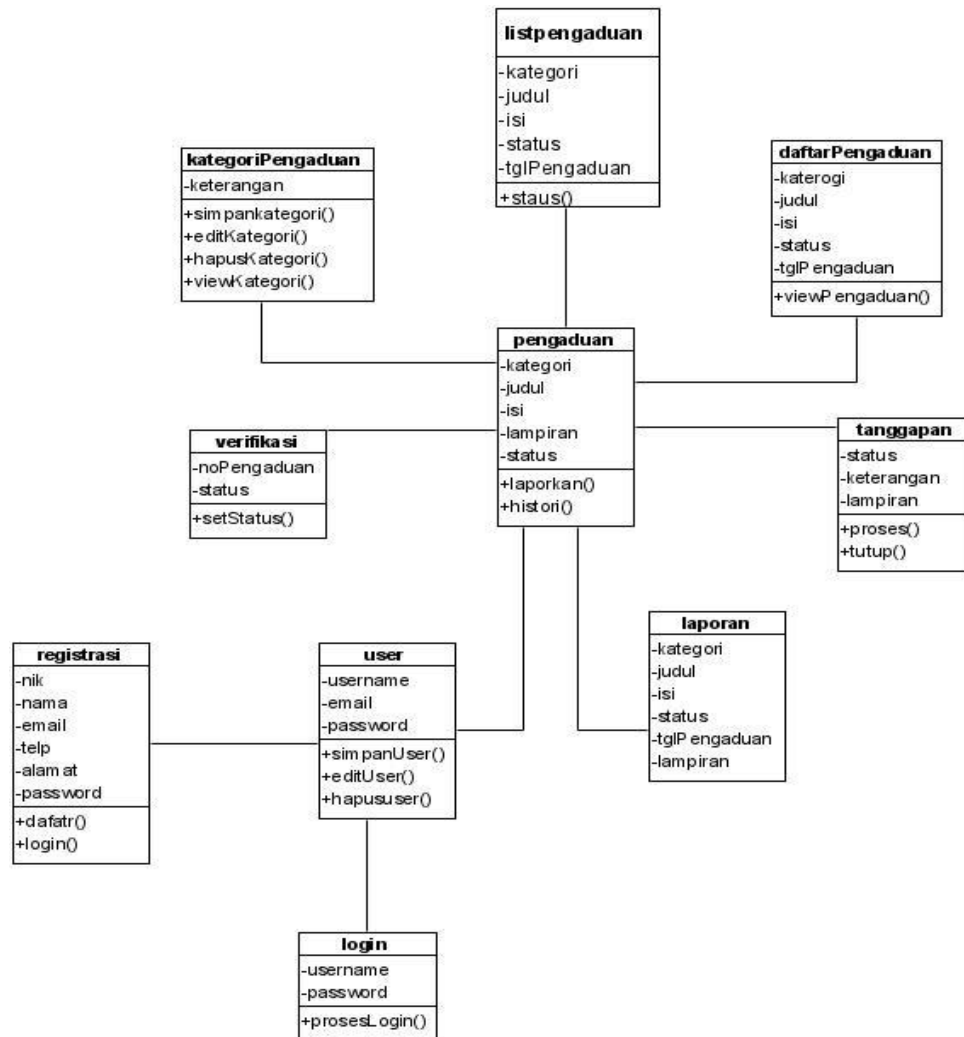 listpengaduan
-kategori
-judul
-isi
-status
-tglPengaduan
+staus()
kategoriPengaduan
-keterangan
+simpankategori()
+editKategori()
+hapusKategori()
+viewKategori()
daftarPengaduan
-katerogi
-judul
-isi
-status
-tglPengaduan
+viewPengaduan()
pengaduan
-kategori
-judul
-isi
-lampiran
-status
+laporkan()
+histori()
verifikasi
-noPengaduan
-status
+setStatus()
tanggapan
-status
-keterangan
-lampiran
+proses()
+tutup()
registrasi
-nik
-nama
-email
-telp
-alamat
-password
+dafatr()
+login()
user
-username
-email
-password
+simpanUser()
+editUser()
+hapususer()
laporan
-kategori
-judul
-isi
-status
-tglPengaduan
-lampiran
login
-username
-password
+prosesLogin()